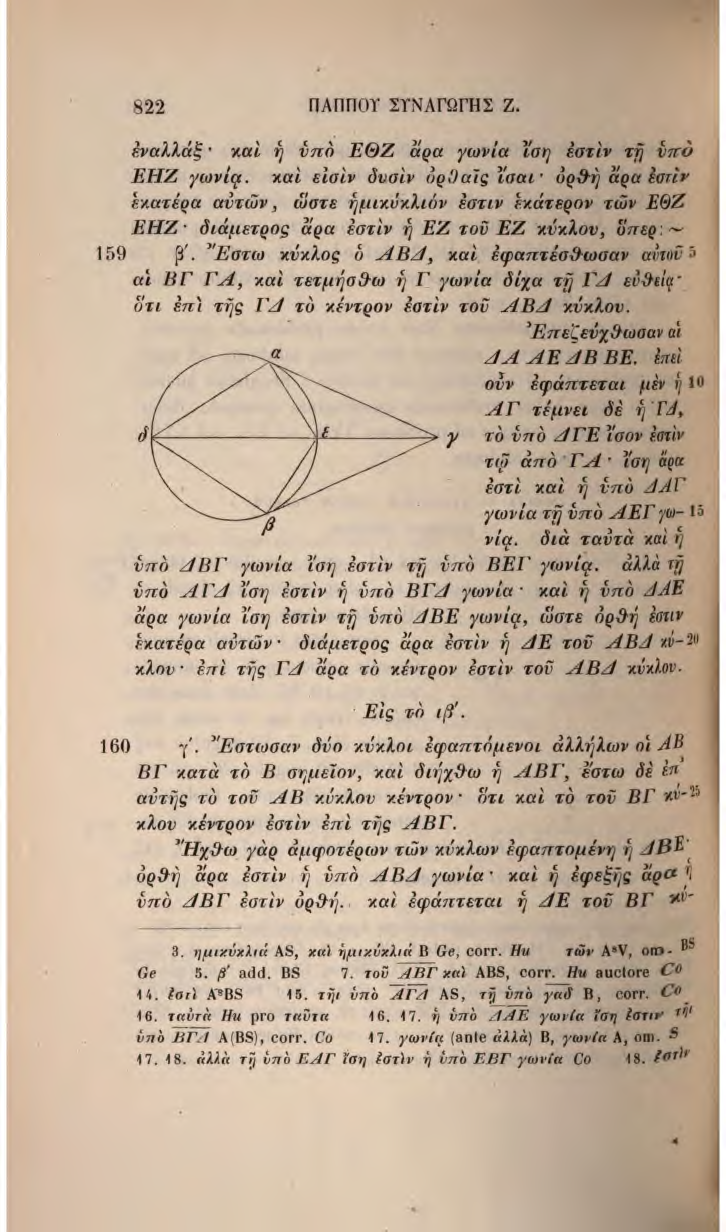 822 ΠΑΠΠΟΥ ΣΥΝΑΓΩΓΗΣ Ζ.
ἐναλλάξ· καὶ ἡ ὑπὸ ΕΘΖ ἄρα γωνία ἴση ἐστὶν τῇ ὑπὸ
ΕΗΖ γωνίᾳ. καὶ εἰσὶν δυσὶν ὀρθαῖς ἴσαι· ὀρθὴ ἄρα ἐστὶν
ἑκατέρα αὐτῶν, ὥστε ἡμικύκλιόν ἐστιν ἑκάτερον τῶν ΕΘΖ
ΕΗΖ· διάμετρος ἄρα ἐστὶν ἡ ΕΖ τοῦ ΕΖ κύκλου, ὅπερ: ~
159 β΄. Ἔστω κύκλος ὁ ΑΒΔ, καὶ ἐφαπτέσθωσαν αὐτοῦ 5
αἱ ΒΓ ΓΑ, καὶ τετμήσθω ἡ Γ γωνία δίχα τῇ ΓΔ εὐθείᾳ·
ὅτι ἐπὶ τῆς ΓΔ τὸ κέντρον ἐστὶν τοῦ ΑΒΔ κύκλου.
Ἐπεζεύχθωσαν αἱ
ΔΑ ΑΕ ΔΒ ΒΕ. ἐπεὶ
οὖν ἐφάπτεται μὲν ἡ 10
ΑΓ τέμνει δὲ ἡ ΓΔ,
τὸ ὑπὸ ΔΓΕ ἴσον ἐστὶν
τῷ ἀπὸ ΓΑ· ἴση ἄρα
ἐστὶ καὶ ἡ ὑπὸ ΔΑΓ
γωνία τῇ ὑπὸ ΑΕΓ γω- 15
νίᾳ. διὰ ταὐτὰ καὶ ἡ
α
δ
ε
γ
β
ὑπὸ ΔΒΓ γωνία ἴση ἐστὶν τῇ ὑπὸ ΒΕΓ γωνίᾳ. ἀλλὰ τῇ
ὑπὸ ΑΓΔ ἴση ἐστὶν ἡ ὑπὸ ΒΓΔ γωνία· καὶ ἡ ὑπὸ ΔΑΕ
ἄρα γωνία ἴση ἐστὶν τῇ ὑπὸ ΔΒΕ γωνίᾳ, ὥστε ὀρθή ἐστιν
ἑκατέρα αὐτῶν· διάμετρος ἄρα ἐστὶν ἡ ΔΕ τοῦ ΑΒΔ κύ- 20
κλου· ἐπὶ τῆς ΓΔ ἄρα τὸ κέντρον ἐστὶν τοῦ ΑΒΔ κύκλου.
Εἰς τὸ ιβ΄.
160 γ΄. Ἔστωσαν δύο κύκλοι ἐφαπτόμενοι ἀλλήλων οἱ ΑΒ
ΒΓ κατὰ τὸ Β σημεῖον, καὶ διήχθω ἡ ΑΒΓ, ἔστω δὲ ἐπ᾽
αὐτῆς τὸ τοῦ ΑΒ κύκλου κέντρον· ὅτι καὶ τὸ τοῦ ΒΓ κύ- 25
κλου κέντρον ἐστὶν ἐπὶ τῆς ΑΒΓ.
Ἤχθω γὰρ ἀμφοτέρων τῶν κύκλων ἐφαπτομένη ἡ ΔΒΕ·
ὀρθὴ ἄρα ἐστὶν ἡ ὑπὸ ΑΒΔ γωνία· καὶ ἡ ἐφεξῆς ἄρα ἡ
ὑπὸ ΔΒΓ ἐστὶν ὀρθή. καὶ ἐφάπτεται ἡ ΔΕ τοῦ ΒΓ κύ-
3. ημικύκλιά AS, καὶ ἡμικύκλιά B Ge, corr. Hu τῶν AˢV, om. BS
Ge 5. β΄ add. BS 7. τοῦ ΑΒΓ καὶ ABS, corr. Hu auctore Co
14. ἐστὶ AˢBS 15. τῆι ὑπὸ ΑΓΔ AS, τῇ ὑπὸ γαδ B, corr. Co
16. ταὐτὰ Hu pro ταῦτα 16. 17. ἡ ὑπὸ ΔΑΕ γωνία ἴση ἐστιν τῆι
ὑπὸ ΒΓΔ A(BS), corr. Co 17. γωνίᾳ (ante ἀλλὰ) B, γωνία A, om. S
17. 18. ἀλλὰ τῇ ὑπὸ ΕΑΓ ἴση ἐστὶν ἡ ὑπὸ ΕΒΓ γωνία Co 18. ἐστὶν